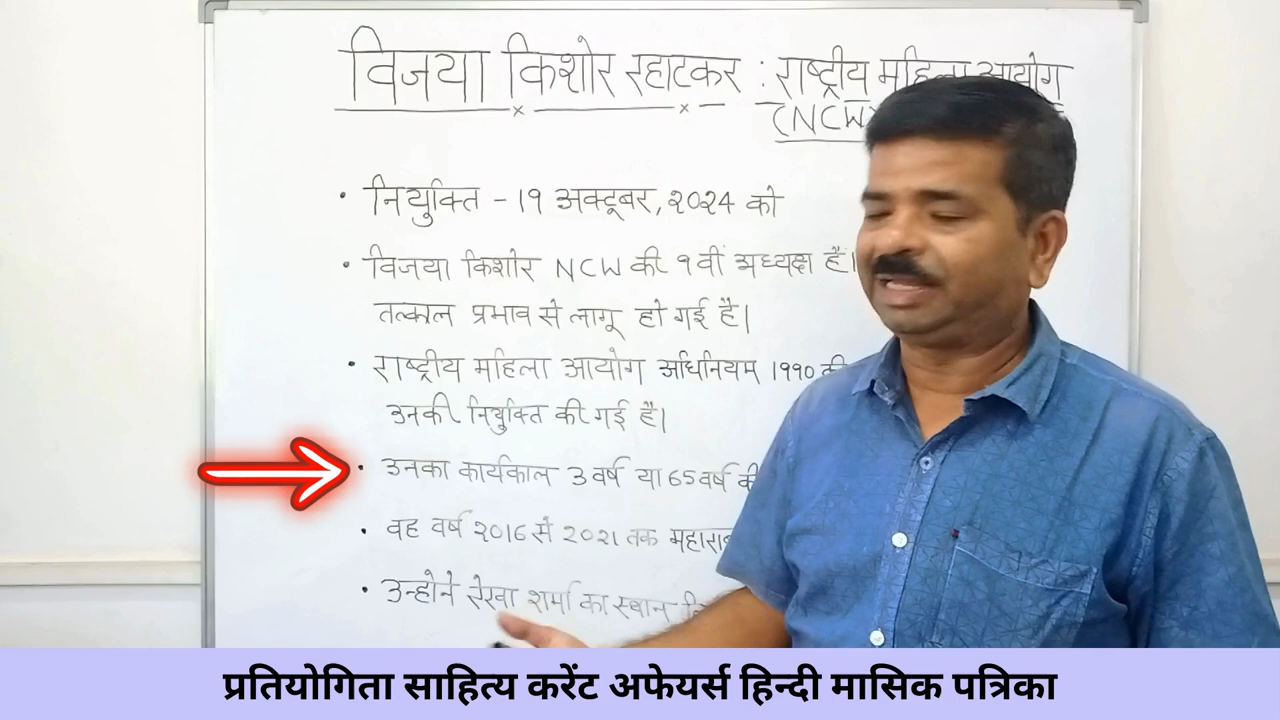 विजया किशोर रहाटकर : राष्ट्रीय महिला आयोग
(NCW)
• नियुक्ति - 19 अक्टूबर, 2024 को
• विजया किशोर NCW की 9वीं अध्यक्ष हैं।
तत्काल प्रभाव से लागू हो गई है।
• राष्ट्रीय महिला आयोग अधिनियम 1990 की
उनकी नियुक्ति की गई है।
• उनका कार्यकाल 3 वर्ष या 65 वर्ष की
• वह वर्ष 2016 से 2021 तक
• उन्होने रेखा शर्मा का स्थान
प्रतियोगिता साहित्य करेंट अफेयर्स हिन्दी मासिक पत्रिका